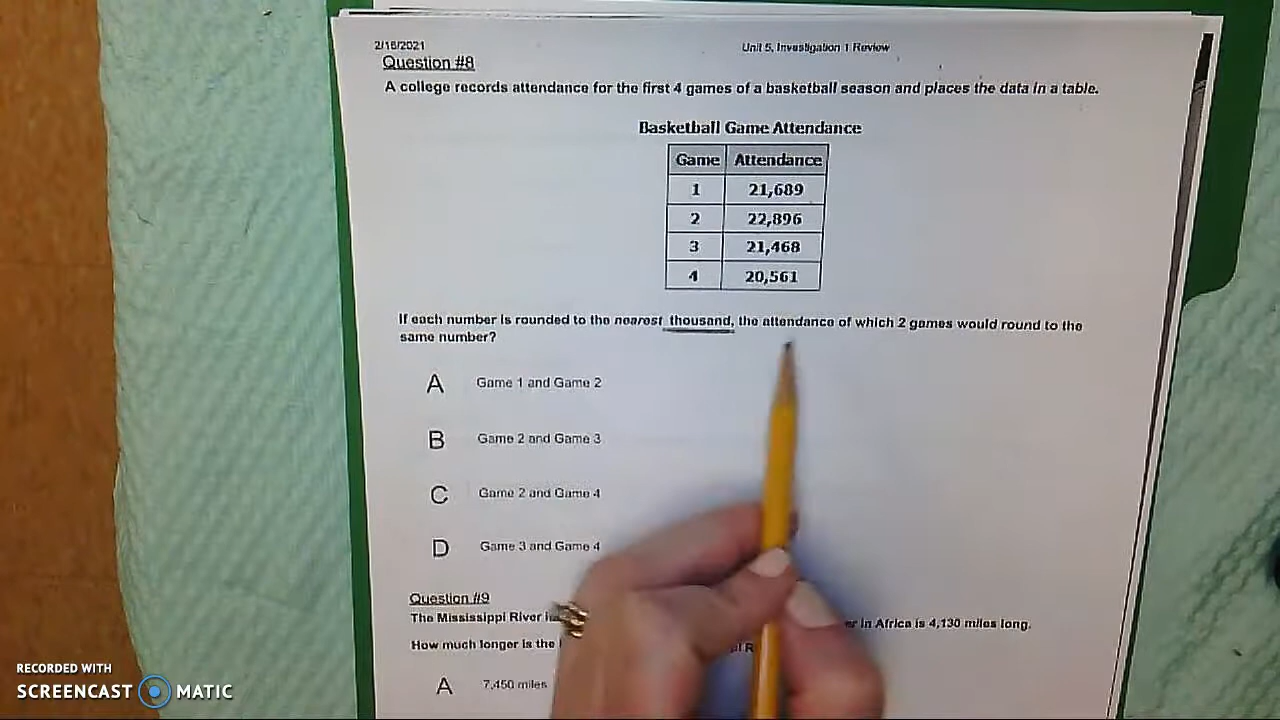 2/18/2021 Unit 5, Investigation 1 Review
Question #8
A college records attendance for the first 4 games of a basketball season and places the data in a table.
Basketball Game Attendance
Game Attendance
1 21,689
2 22,896
3 21,468
4 20,561
If each number is rounded to the nearest thousand, the attendance of which 2 games would round to the
same number?
A Game 1 and Game 2
B Game 2 and Game 3
C Game 2 and Game 4
D Game 3 and Game 4
Question #9
The Mississippi River in Africa is 4,130 miles long.
How much longer is the
A 7,450 miles
RECORDED WITH
SCREENCAST MATIC